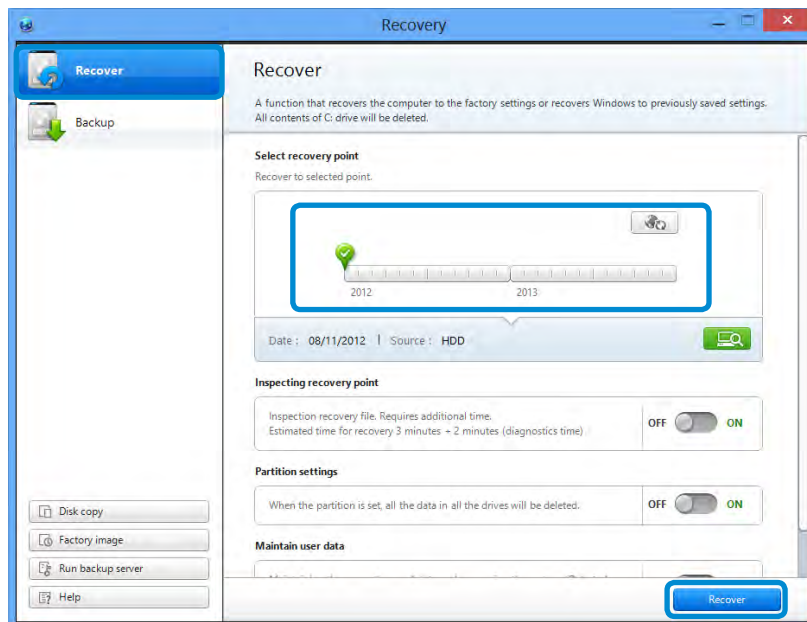 Recovery
Recover
Backup
Recover
A function that recovers the computer to the factory settings or recovers Windows to previously saved settings.
All contents of C: drive will be deleted.
Select recovery point
Recover to selected point.
2012 2013
Date : 08/11/2012 | Source : HDD
Inspecting recovery point
Inspection recovery file. Requires additional time.
Estimated time for recovery 3 minutes + 2 minutes (diagnostics time)
OFF ON
Partition settings
When the partition is set, all the data in all the drives will be deleted.
OFF ON
Maintain user data
Disk copy
Factory image
Run backup server
Help
Recover